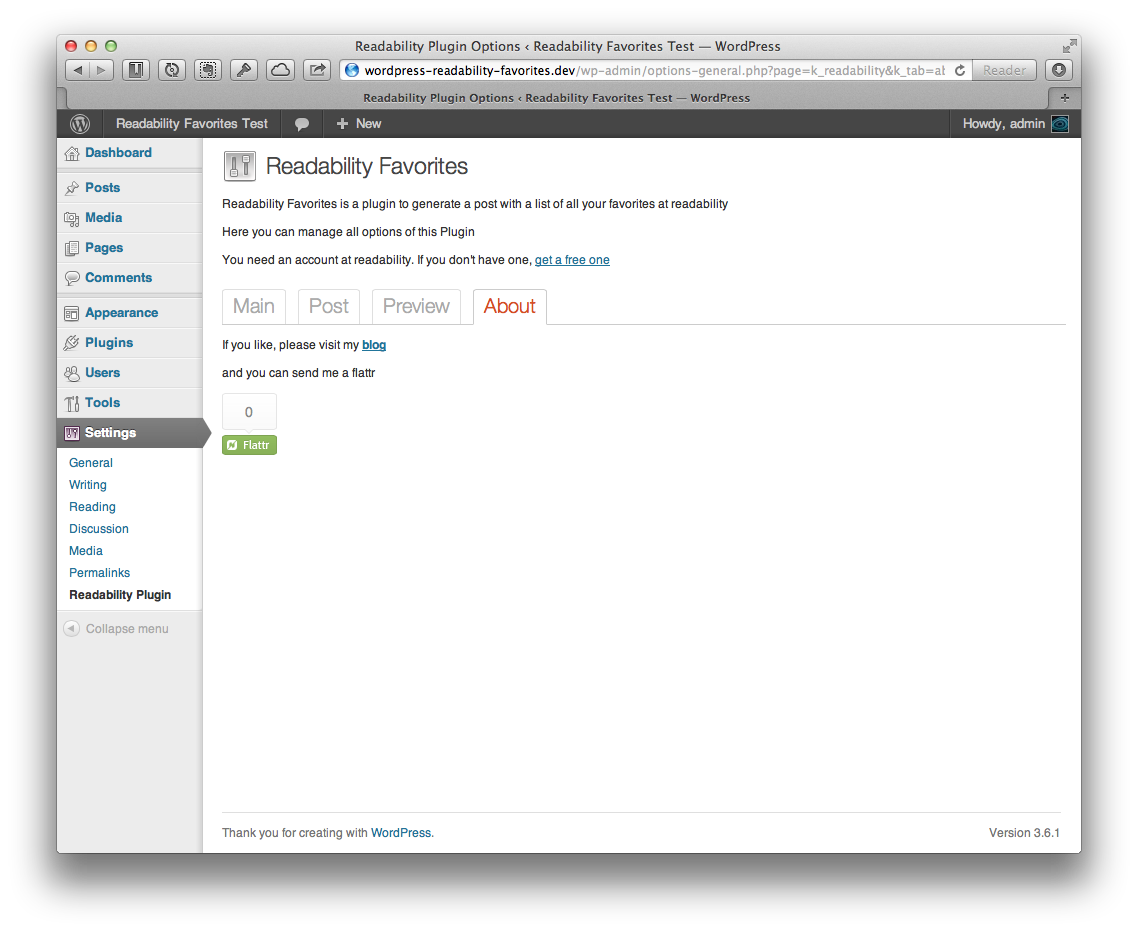 Readability Plugin Options ‹ Readability Favorites Test — WordPress
wordpress-readability-favorites.dev/wp-admin/options-general.php?page=k_readability&k_tab=ab
Reader
Readability Plugin Options ‹ Readability Favorites Test — WordPress
Readability Favorites Test
New
Howdy, admin
Dashboard
Posts
Media
Pages
Comments
Appearance
Plugins
Users
Tools
Settings
General
Writing
Reading
Discussion
Media
Permalinks
Readability Plugin
Collapse menu
Readability Favorites
Readability Favorites is a plugin to generate a post with a list of all your favorites at readability
Here you can manage all options of this Plugin
You need an account at readability. If you don't have one, get a free one
Main Post Preview About
If you like, please visit my blog
and you can send me a flattr
0
Flattr
Thank you for creating with WordPress.
Version 3.6.1